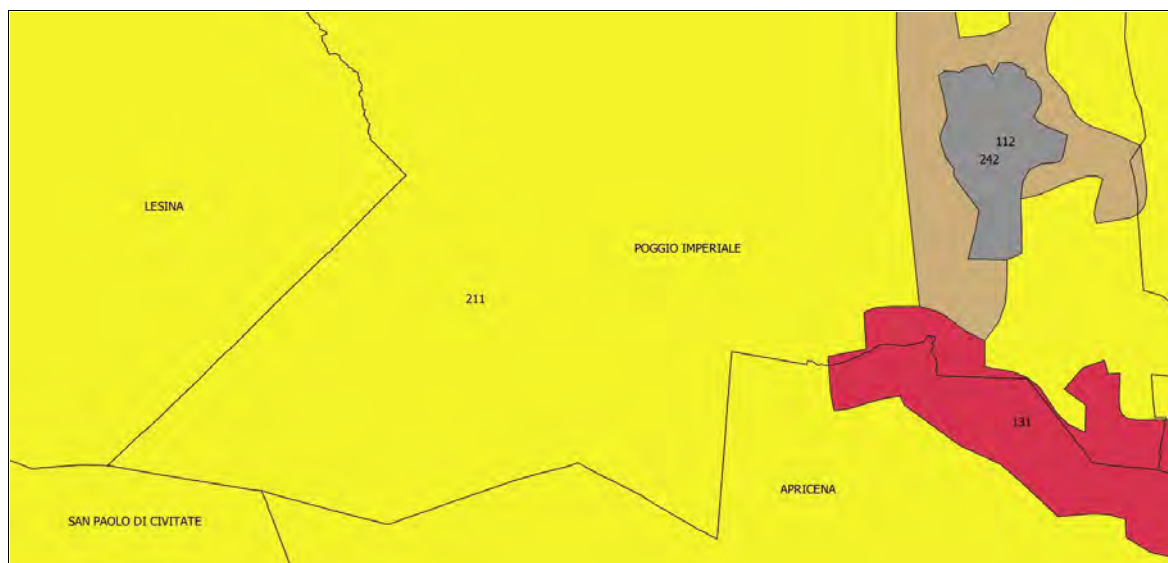 112
242
LESINA
POGGIO IMPERIALE
211
131
APRICENA
SAN PAOLO DI CIVITATE